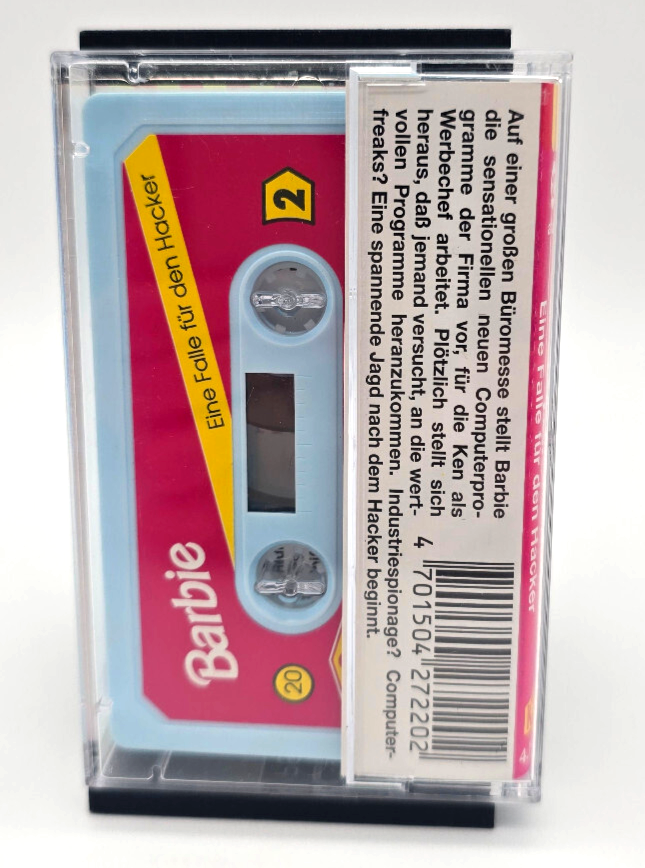 2
Eine Falle für den Hacker
Barbie
20
Auf einer großen Büromesse stellt Barbie
die sensationellen neuen Computerpro-
gramme der Firma vor, für die Ken als
Werbechef arbeitet. Plötzlich stellt sich
heraus, daß jemand versucht, an die wert-
vollen Programme heranzukommen. Industriespionage? Computer-
freaks? Eine spannende Jagd nach dem Hacker beginnt.
4 701504 272202
Eine Falle für den Hacker